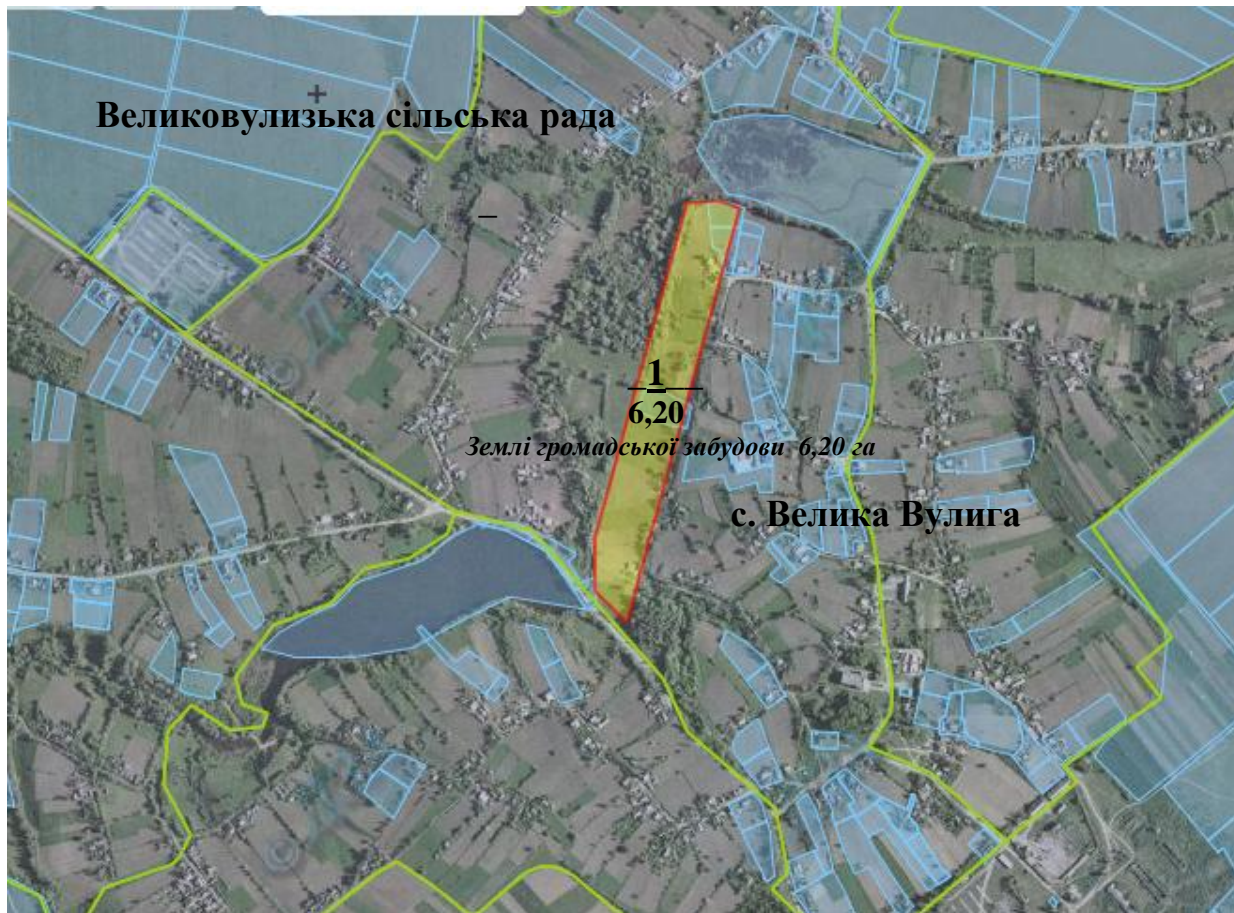 Великовулизька сільська рада
1
6,20
Землі громадської забудови 6,20 га
с. Велика Вулига